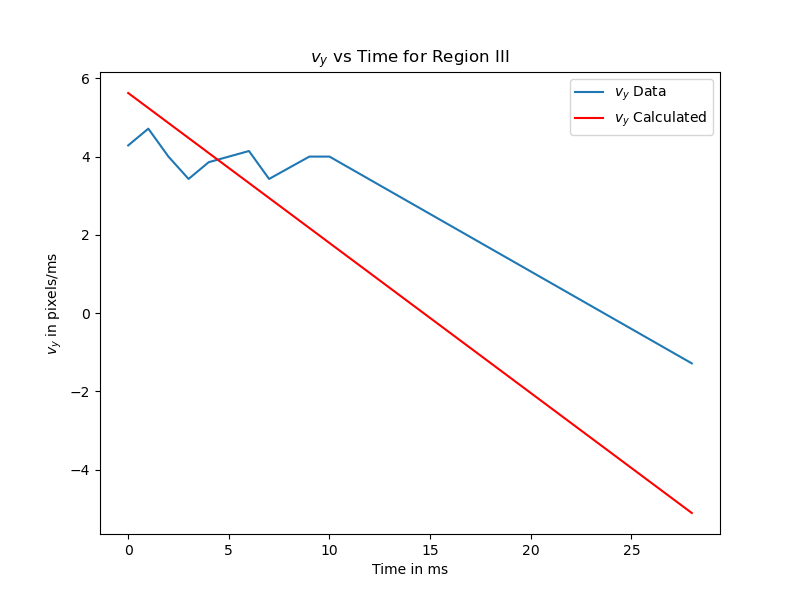 v_y vs Time for Region III
v_y Data
v_y Calculated
6
4
2
0
−2
−4
v_y in pixels/ms
0 5 10 15 20 25
Time in ms